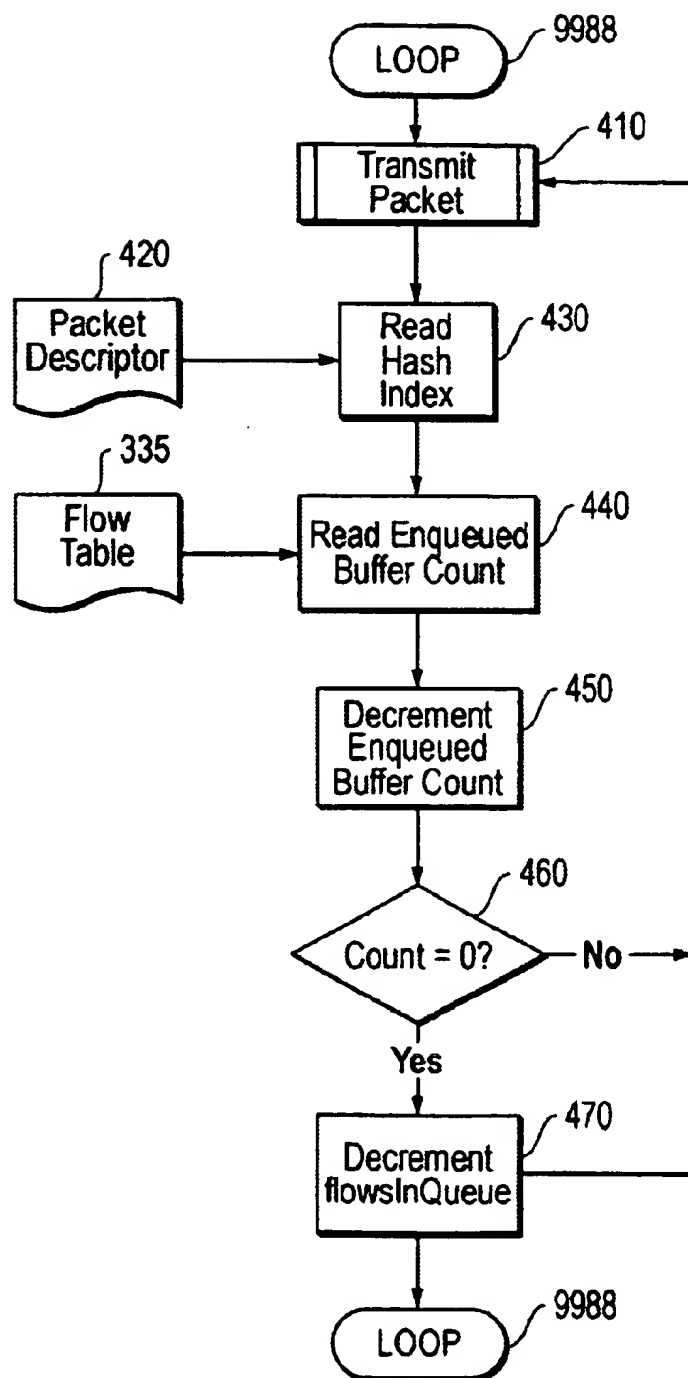 9988
LOOP
410
Transmit
Packet
420
Packet
Descriptor
430
Read
Hash
Index
335
Flow
Table
440
Read Enqueued
Buffer Count
450
Decrement
Enqueued
Buffer Count
460
Count = 0?
No
Yes
470
Decrement
flowsInQueue
9988
LOOP